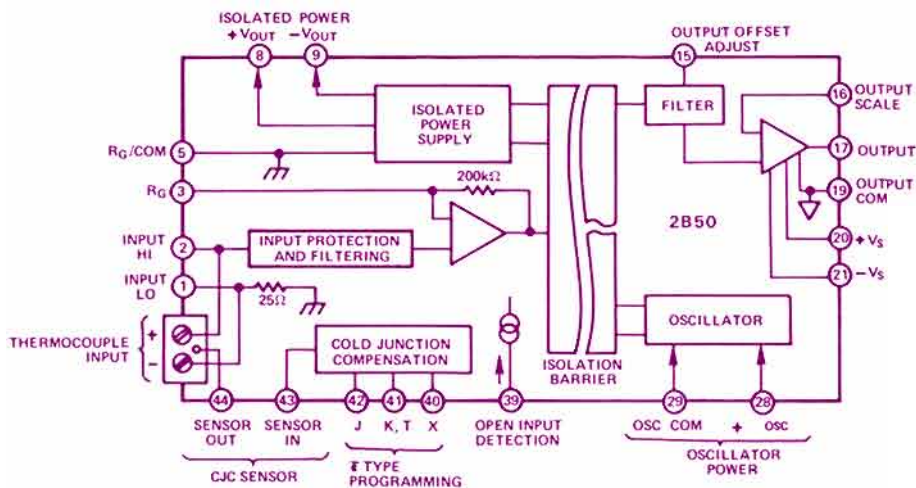 ISOLATED POWER
+VOUT −VOUT
8 9
OUTPUT OFFSET
ADJUST
15
16 OUTPUT
SCALE
ISOLATED
POWER
SUPPLY
FILTER
17 OUTPUT
RG/COM 5
19 OUTPUT
COM
RG 3
200kΩ
2B50
INPUT
HI 2
INPUT PROTECTION
AND FILTERING
20 +VS
INPUT
LO 1
25Ω
21 −VS
THERMOCOUPLE
INPUT
+
−
COLD JUNCTION
COMPENSATION
OSCILLATOR
ISOLATION
BARRIER
44 43 42 41 40 39 29 28
SENSOR
OUT
SENSOR
IN
J K, T X
OPEN INPUT
DETECTION
OSC COM + OSC
CJC SENSOR
TYPE
PROGRAMMING
OSCILLATOR
POWER